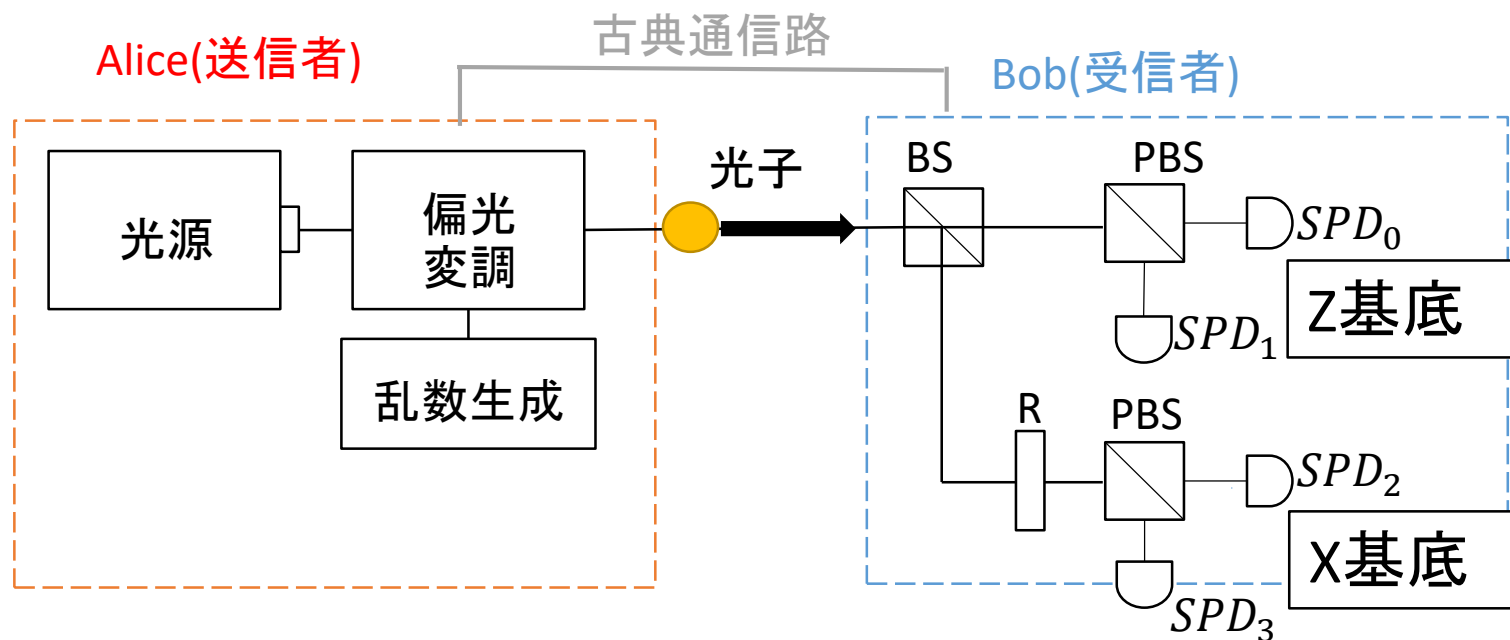 古典通信路
Alice(送信者)
Bob(受信者)
光源
偏光
変調
乱数生成
光子
BS
PBS
SPD₀
SPD₁
Z基底
R
PBS
SPD₂
SPD₃
X基底